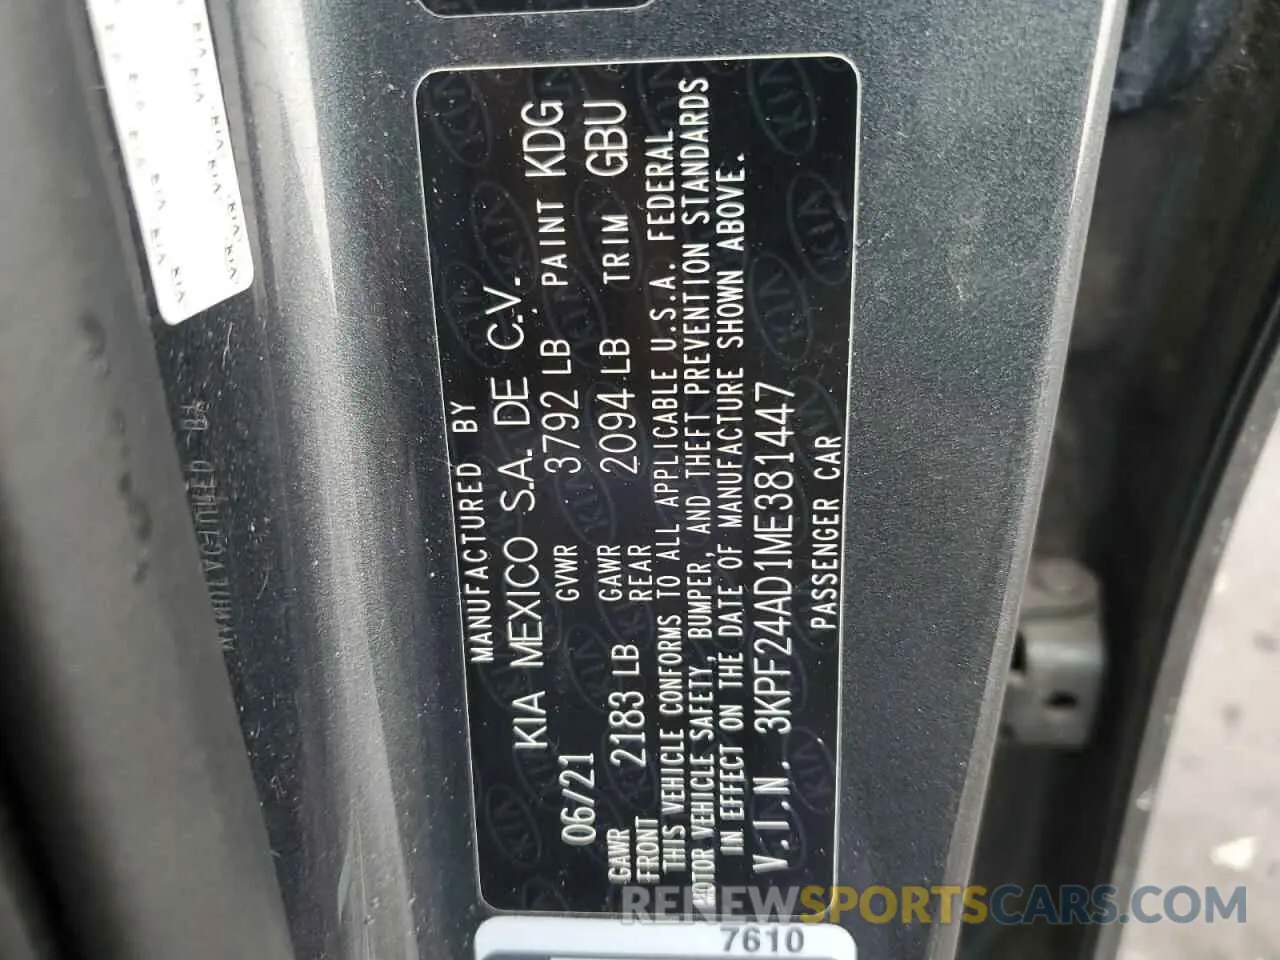 MANUFACTURED BY
KIA MEXICO S.A. DE C.V.
06/21 GVWR 3792 LB PAINT KDG
GAWR FRONT 2183 LB GAWR REAR 2094 LB TRIM GBU
THIS VEHICLE CONFORMS TO ALL APPLICABLE U.S.A. FEDERAL
MOTOR VEHICLE SAFETY, BUMPER, AND THEFT PREVENTION STANDARDS
IN EFFECT ON THE DATE OF MANUFACTURE SHOWN ABOVE.
V.I.N. 3KPF24AD1ME381447
PASSENGER CAR
7610
RENEWSPORTSCARS.COM